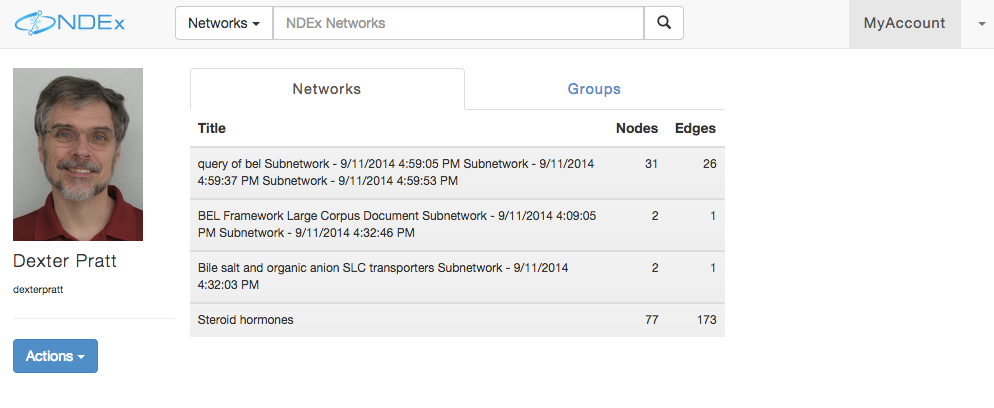 NDEx
Networks
NDEx Networks
MyAccount
Networks
Groups
Title
Nodes
Edges
query of bel Subnetwork - 9/11/2014 4:59:05 PM Subnetwork - 9/11/2014
4:59:37 PM Subnetwork - 9/11/2014 4:59:53 PM
31
26
BEL Framework Large Corpus Document Subnetwork - 9/11/2014 4:09:05
PM Subnetwork - 9/11/2014 4:32:46 PM
2
1
Bile salt and organic anion SLC transporters Subnetwork - 9/11/2014
4:32:03 PM
2
1
Steroid hormones
77
173
Dexter Pratt
dexterpratt
Actions